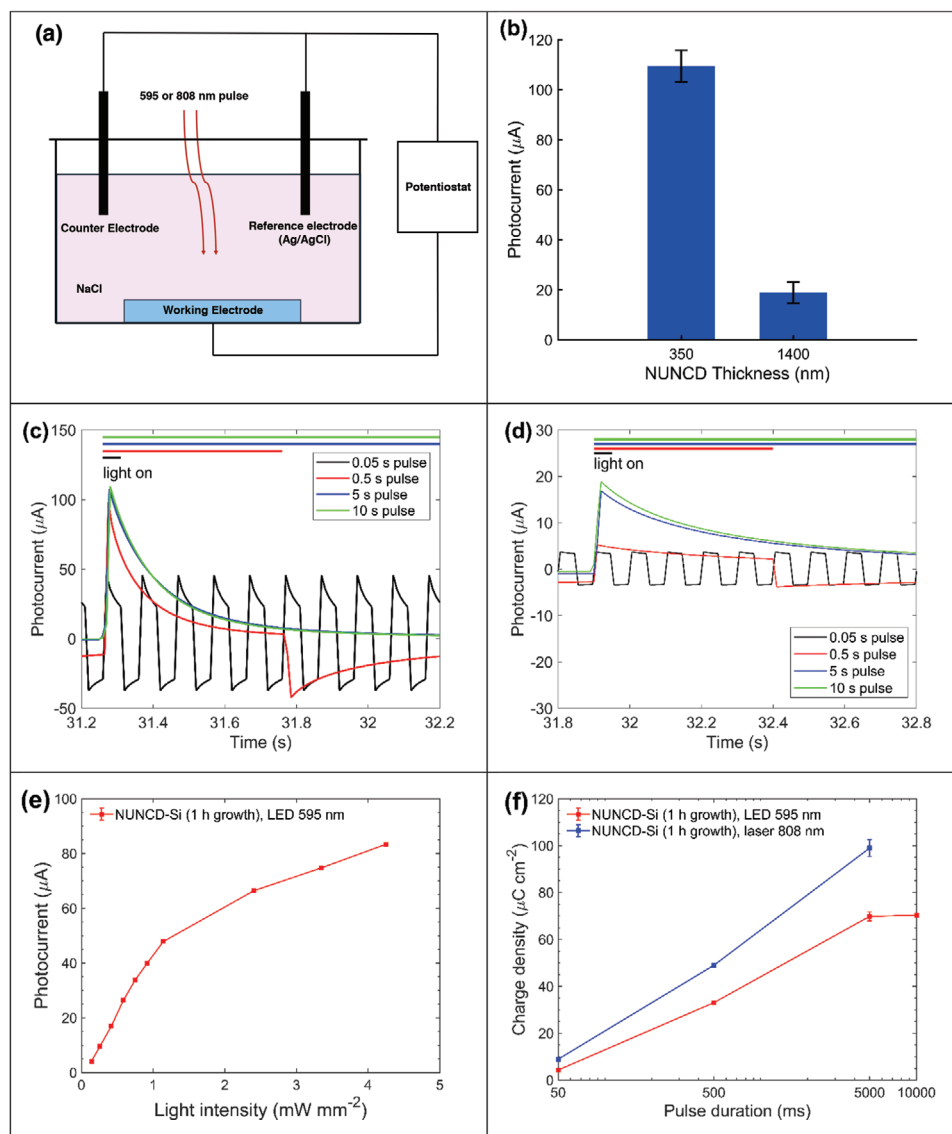 (a)
595 or 808 nm pulse
Potentiostat
Counter Electrode
Reference electrode
(Ag/AgCl)
NaCl
Working Electrode
(b)
120
100
80
60
40
20
0
Photocurrent (μA)
350
1400
NUNCD Thickness (nm)
(c)
150
100
50
0
-50
Photocurrent (μA)
light on
0.05 s pulse
0.5 s pulse
5 s pulse
10 s pulse
31.2
31.4
31.6
31.8
32
32.2
Time (s)
(d)
30
20
10
0
-10
-20
-30
Photocurrent (μA)
light on
0.05 s pulse
0.5 s pulse
5 s pulse
10 s pulse
31.8
32
32.2
32.4
32.6
32.8
Time (s)
(e)
100
80
60
40
20
0
Photocurrent (μA)
NUNCD-Si (1 h growth), LED 595 nm
0
1
2
3
4
5
Light intensity (mW mm⁻²)
(f)
120
100
80
60
40
20
0
Charge density (μC cm⁻²)
NUNCD-Si (1 h growth), LED 595 nm
NUNCD-Si (1 h growth), laser 808 nm
50
500
5000
10000
Pulse duration (ms)